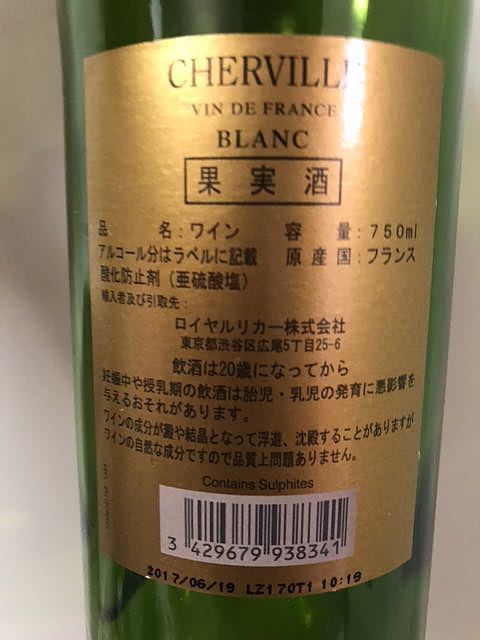 CHERVILLE
VIN DE FRANCE
BLANC
果実酒
品名：ワイン 容量：750ml
アルコール分はラベルに記載 原産国：フランス
酸化防止剤（亜硫酸塩）
輸入者及び引取先：
ロイヤルリカー株式会社
東京都渋谷区広尾5丁目25-6
飲酒は20歳になってから
妊娠中や授乳期の飲酒は胎児・乳児の発育に悪影響を
与えるおそれがあります。
ワインの成分が澱や結晶となって浮遊、沈殿することがありますが
ワインの自然な成分ですので品質上問題ありません。
Contains Sulphites
3 429679 938341
2017/06/19 LZ170T1 10:19